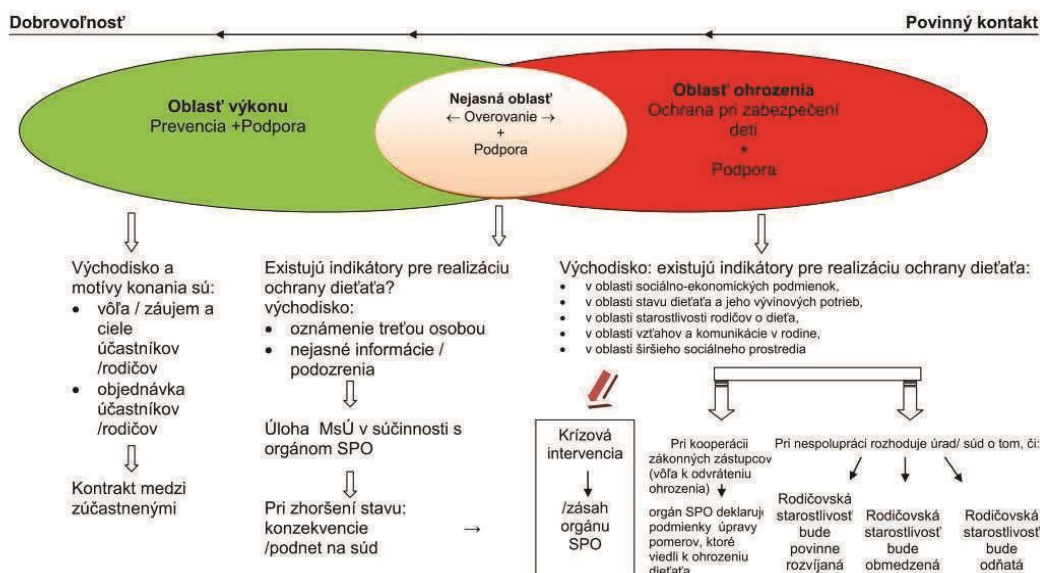 Dobrovoľnosť
Povinný kontakt
Oblasť výkonu
Prevencia +Podpora
Nejasná oblasť
← Overovanie →
+
Podpora
Oblasť ohrozenia
Ochrana pri zabezpečení
detí
+
Podpora
Východisko a
motívy konania sú:
• vôľa / záujem a
ciele
účastníkov
/rodičov
• objednávka
účastníkov
/rodičov
Kontrakt medzi
zúčastnenými
Existujú indikátory pre realizáciu
ochrany dieťaťa?
východisko:
• oznámenie treťou osobou
• nejasné informácie /
podozrenia
Úloha MsÚ v súčinnosti s
orgánom SPO
Pri zhoršení stavu:
konzekvencie
/podnet na súd
→
Východisko: existujú indikátory pre realizáciu ochrany dieťaťa:
• v oblasti sociálno-ekonomických podmienok,
• v oblasti stavu dieťaťa a jeho vývinových potrieb,
• v oblasti starostlivosti rodičov o dieťa,
• v oblasti vzťahov a komunikácie v rodine,
• v oblasti širšieho sociálneho prostredia
Krízová
intervencia
/zásah
orgánu
SPO
Pri kooperácii
zákonných zástupcov
(vôľa k odvráteniu
ohrozenia)
orgán SPO deklaruje
podmienky úpravy
pomerov, ktoré
viedli k ohrozeniu
dieťaťa
Pri nespolupráci rozhoduje úrad/ súd o tom, či:
Rodičovská
starostlivosť
bude
povinne
rozvíjaná
Rodičovská
starostlivosť
bude
obmedzená
Rodičovská
starostlivosť
bude
odňatá